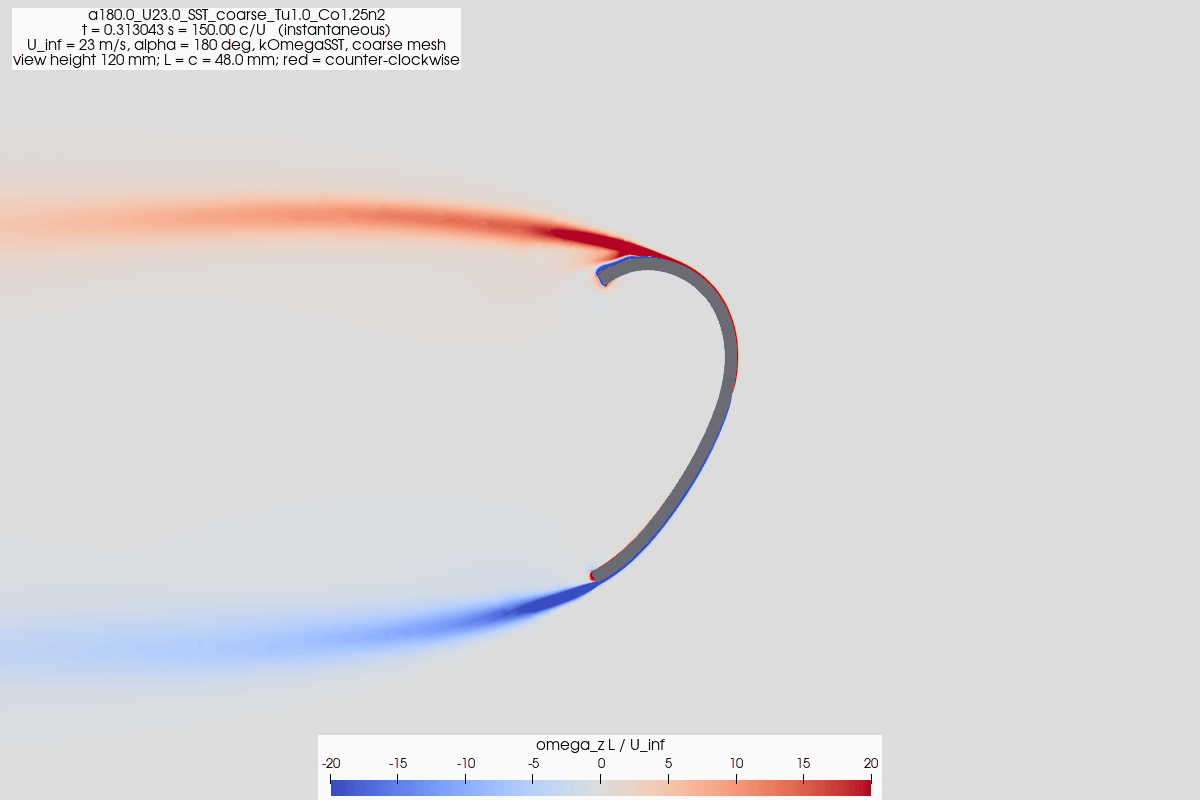 a180.0_U23.0_SST_coarse_Tu1.0_Co1.25n2
t = 0.313043 s = 150.00 c/U (instantaneous)
U_inf = 23 m/s, alpha = 180 deg, kOmegaSST, coarse mesh
view height 120 mm; L = c = 48.0 mm; red = counter-clockwise
omega_z L / U_inf
-20 -15 -10 -5 0 5 10 15 20